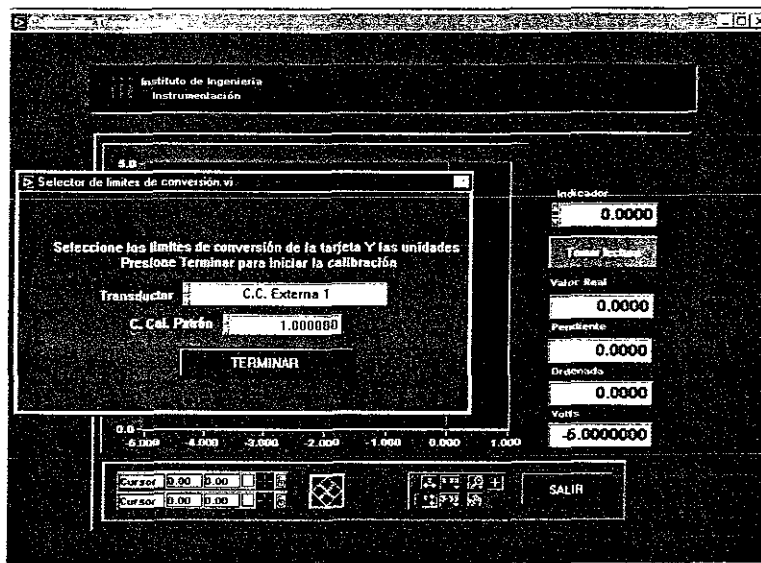 Instituto de Ingeniería
Instrumentación
5.0
Selector de limites de conversión.vi
Seleccione los limites de conversión de la tarjeta Y las unidades
Presione Terminar para iniciar la calibración
Transductor C.C. Externa 1
C. Cal. Patrón 1.000000
TERMINAR
Indicador
0.0000
Tomar lectura
Valor Real
0.0000
Pendiente
0.0000
Ordenada
0.0000
Volts
-5.0000000
0.0
-5.000 -4.000 -3.000 -2.000 -1.000 0.000 1.000
Cursor 0.00 0.00
Cursor 0.00 0.00
SALIR